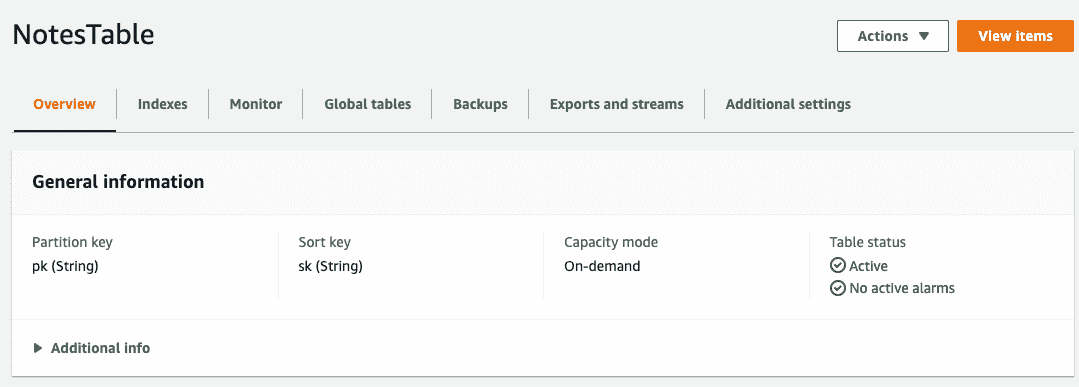 NotesTable
Actions
View items
Overview
Indexes
Monitor
Global tables
Backups
Exports and streams
Additional settings
General information
Partition key
pk (String)
Sort key
sk (String)
Capacity mode
On-demand
Table status
Active
No active alarms
Additional info